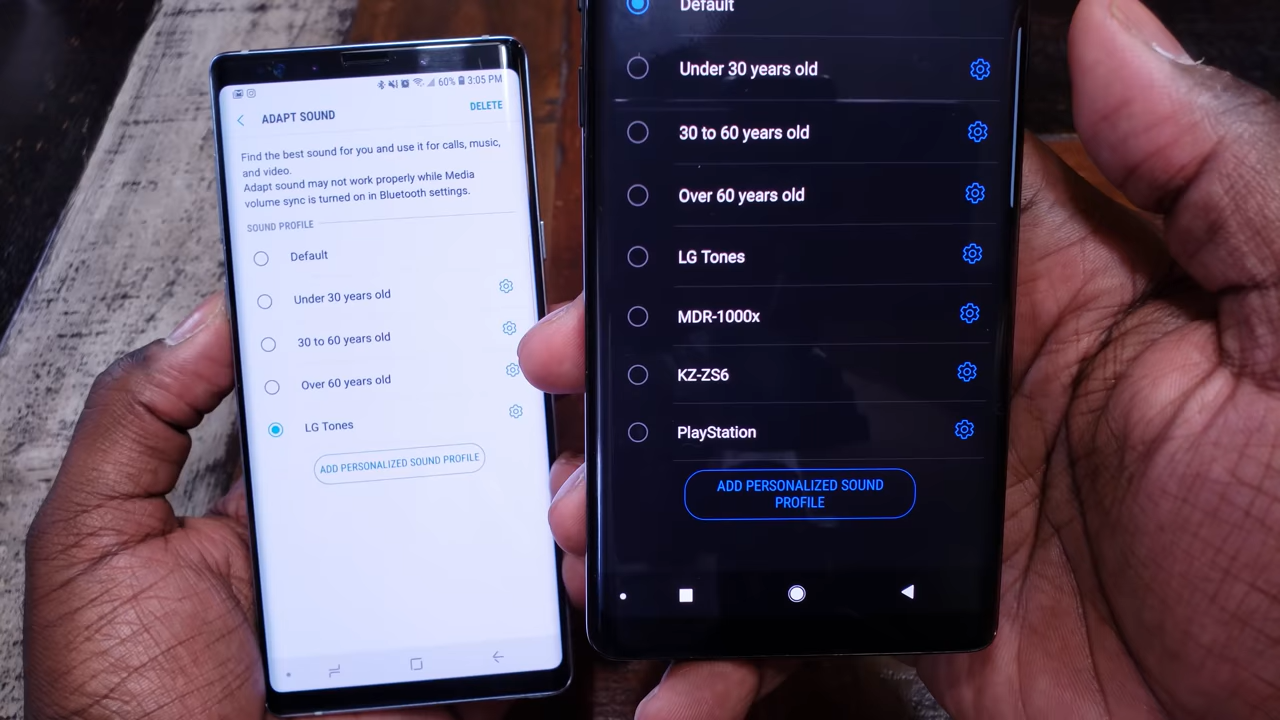 60% 3:05 PM
ADAPT SOUND
DELETE
Find the best sound for you and use it for calls, music,
and video.
Adapt sound may not work properly while Media
volume sync is turned on in Bluetooth settings.
SOUND PROFILE
Default
Under 30 years old
30 to 60 years old
Over 60 years old
LG Tones
ADD PERSONALIZED SOUND PROFILE
Default
Under 30 years old
30 to 60 years old
Over 60 years old
LG Tones
MDR-1000x
KZ-ZS6
PlayStation
ADD PERSONALIZED SOUND
PROFILE